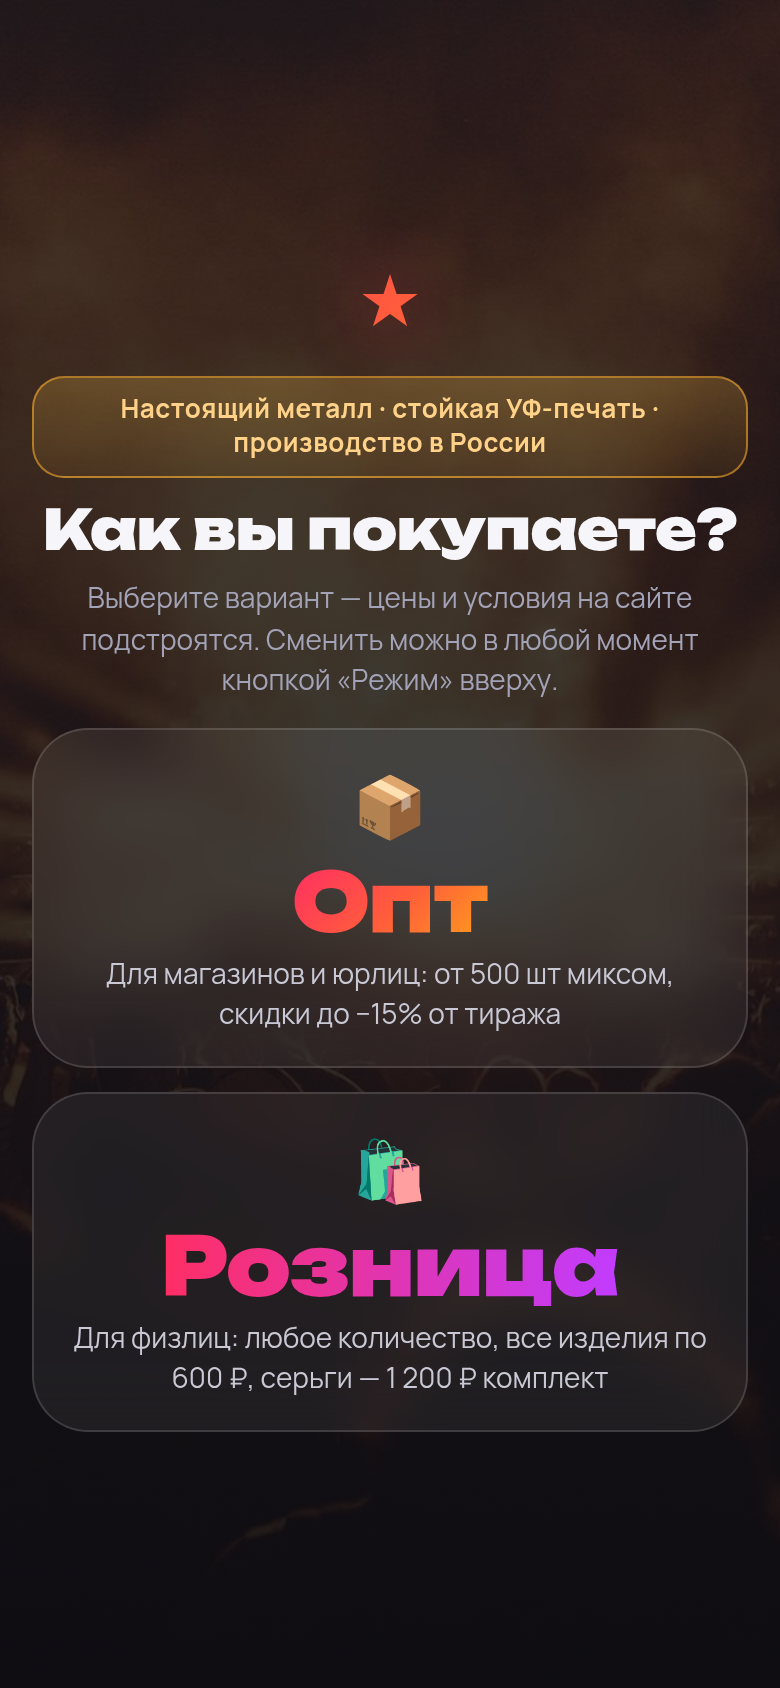 Настоящий металл · стойкая УФ-печать ·
производство в России
Как вы покупаете?
Выберите вариант — цены и условия на сайте
подстроятся. Сменить можно в любой момент
кнопкой «Режим» вверху.
Опт
Для магазинов и юрлиц: от 500 шт миксом,
скидки до −15% от тиража
Розница
Для физлиц: любое количество, все изделия по
600 ₽, серьги — 1 200 ₽ комплект